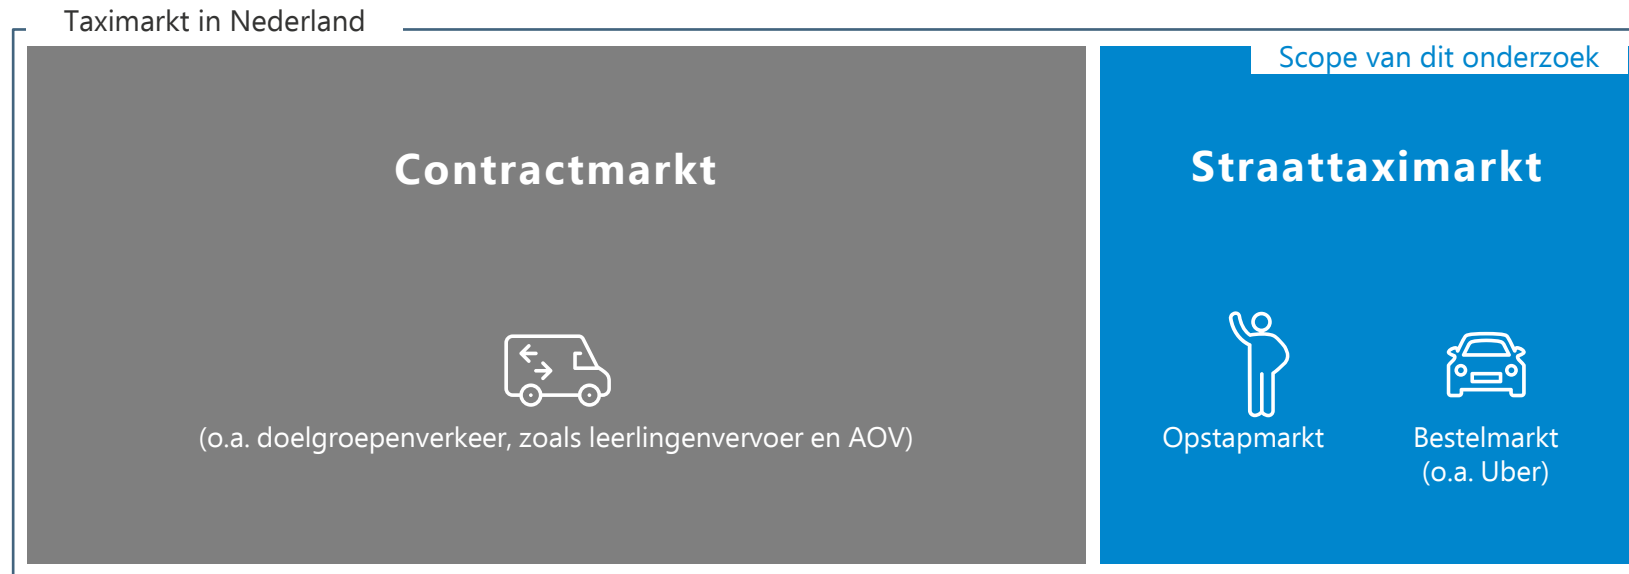 Taximarkt in Nederland
Scope van dit onderzoek
Contractmarkt
(o.a. doelgroepenverkeer, zoals leerlingenvervoer en AOV)
Straattaximarkt
Opstapmarkt
Bestelmarkt
(o.a. Uber)